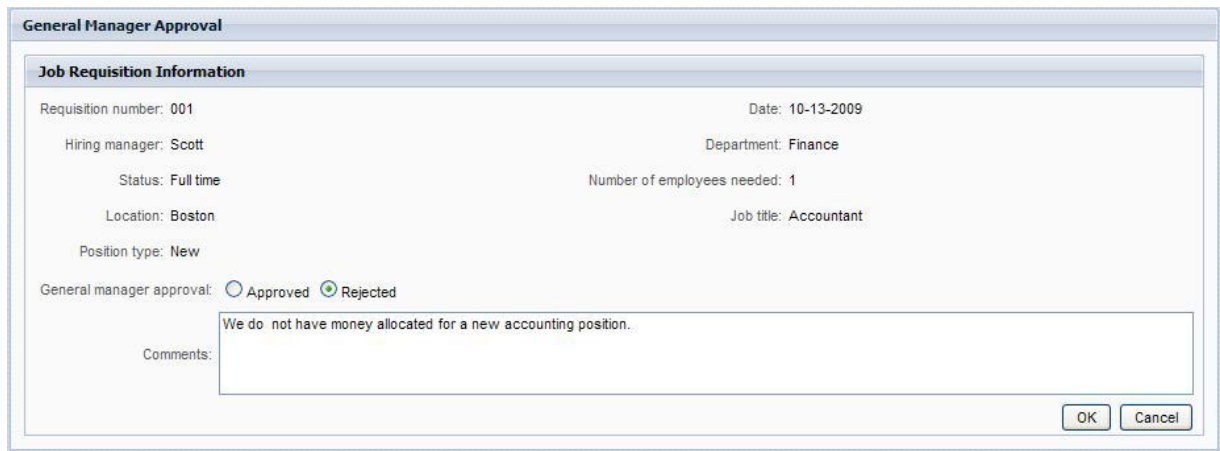 General Manager Approval
Job Requisition Information
Requisition number: 001 Date: 10-13-2009
Hiring manager: Scott Department: Finance
Status: Full time Number of employees needed: 1
Location: Boston Job title: Accountant
Position type: New
General manager approval: Approved Rejected
Comments: We do not have money allocated for a new accounting position.
OK Cancel